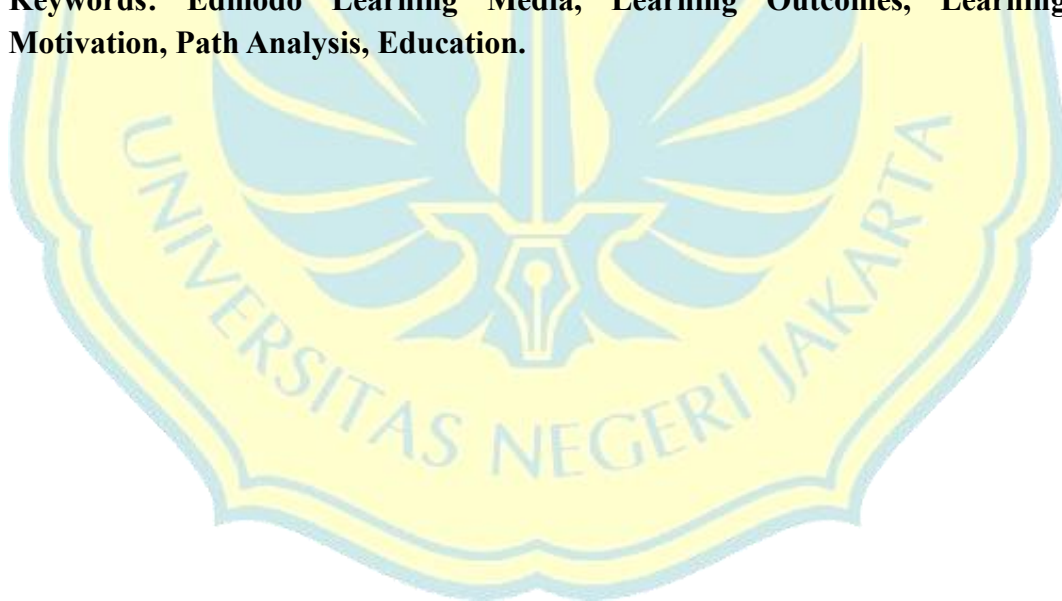 Keywords: Edmodo Learning Media, Learning Outcomes, Learning
Motivation, Path Analysis, Education.
UNIVERSITAS NEGERI JAKARTA